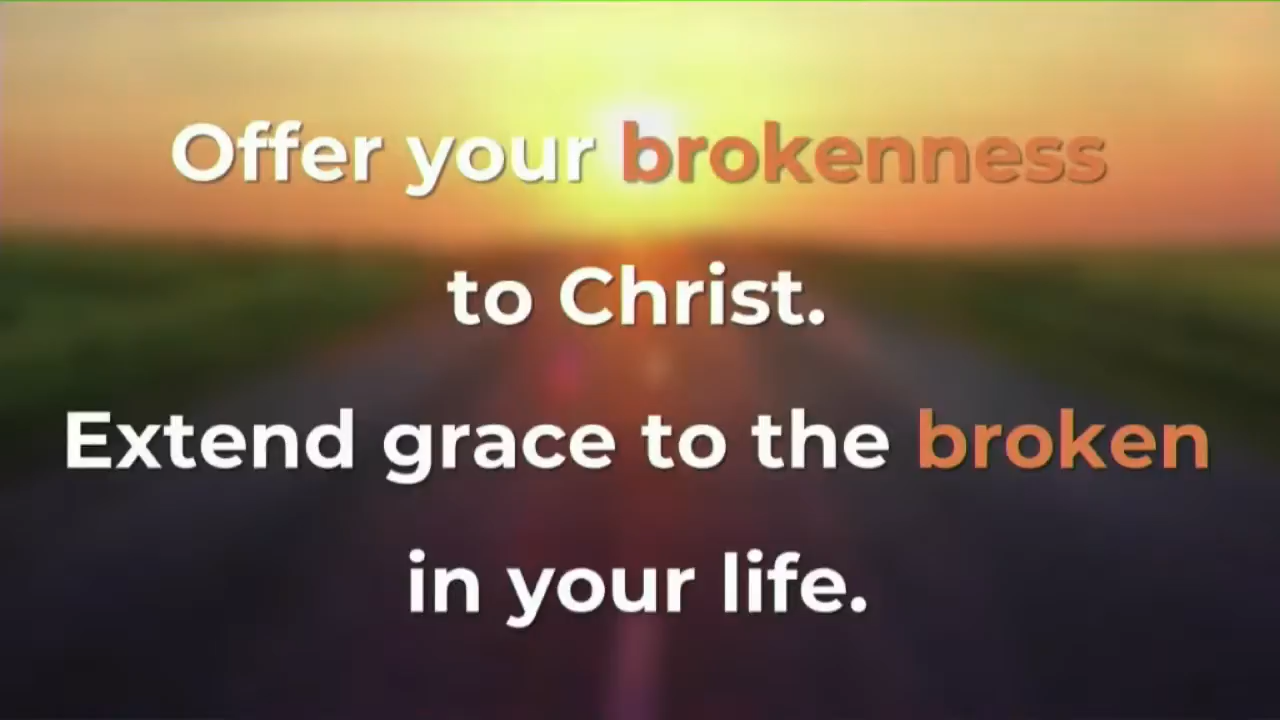 Offer your brokenness
to Christ.
Extend grace to the broken
in your life.